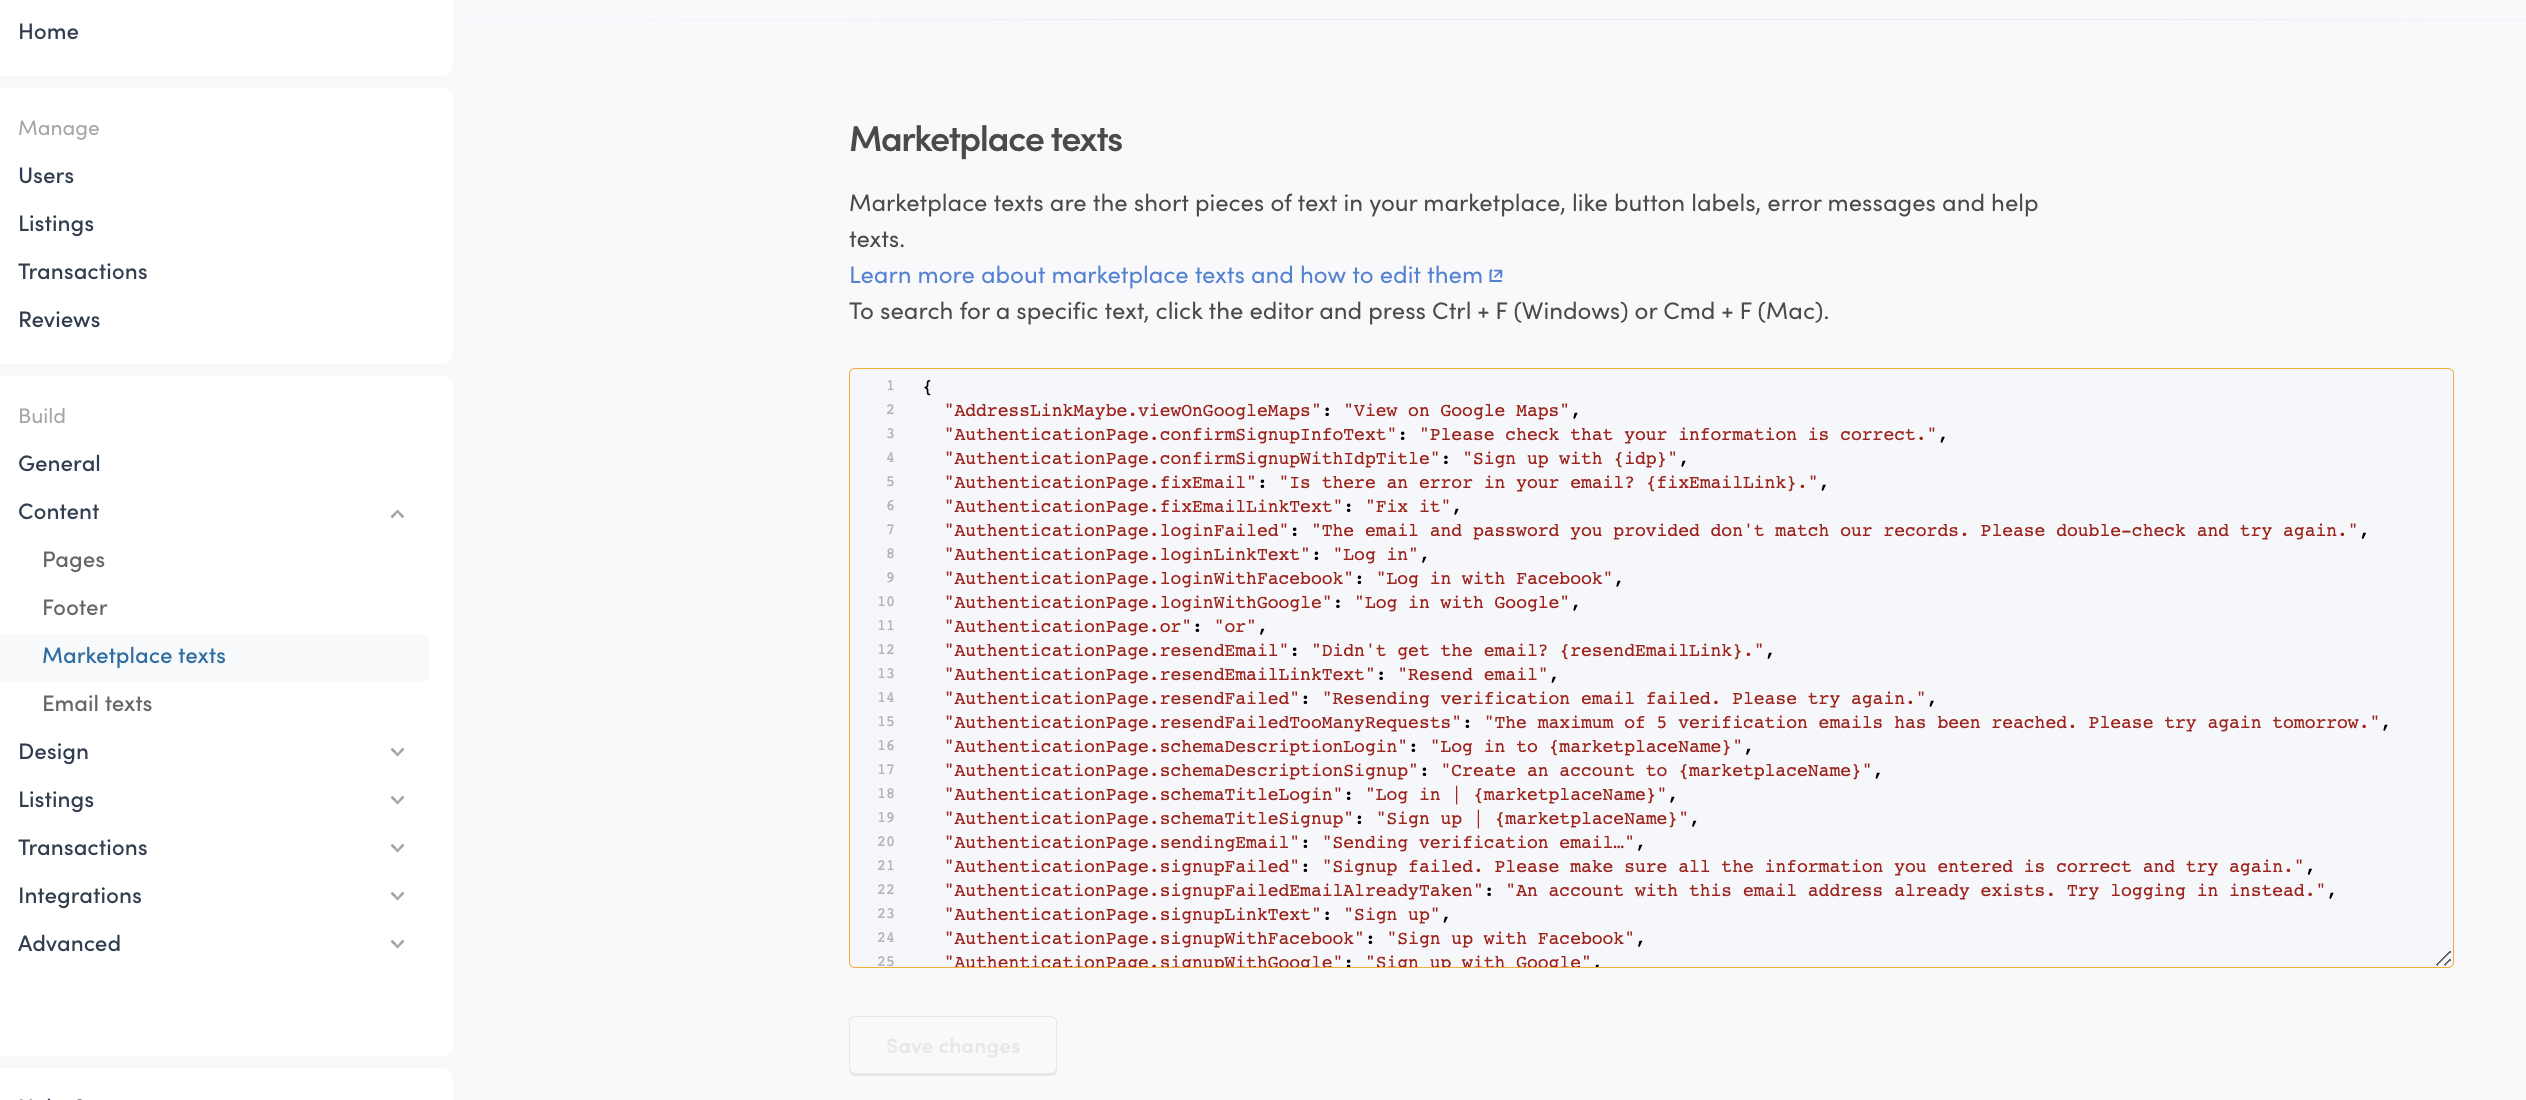 Home
Manage
Users
Listings
Transactions
Reviews
Build
General
Content
Pages
Footer
Marketplace texts
Email texts
Design
Listings
Transactions
Integrations
Advanced
Marketplace texts
Marketplace texts are the short pieces of text in your marketplace, like button labels, error messages and help
texts.
Learn more about marketplace texts and how to edit them
To search for a specific text, click the editor and press Ctrl + F (Windows) or Cmd + F (Mac).
1 {
2 "AddressLinkMaybe.viewOnGoogleMaps": "View on Google Maps",
3 "AuthenticationPage.confirmSignupInfoText": "Please check that your information is correct.",
4 "AuthenticationPage.confirmSignupWithIdpTitle": "Sign up with {idp}",
5 "AuthenticationPage.fixEmail": "Is there an error in your email? {fixEmailLink}.",
6 "AuthenticationPage.fixEmailLinkText": "Fix it",
7 "AuthenticationPage.loginFailed": "The email and password you provided don't match our records. Please double-check and try again.",
8 "AuthenticationPage.loginLinkText": "Log in",
9 "AuthenticationPage.loginWithFacebook": "Log in with Facebook",
10 "AuthenticationPage.loginWithGoogle": "Log in with Google",
11 "AuthenticationPage.or": "or",
12 "AuthenticationPage.resendEmail": "Didn't get the email? {resendEmailLink}.",
13 "AuthenticationPage.resendEmailLinkText": "Resend email",
14 "AuthenticationPage.resendFailed": "Resending verification email failed. Please try again.",
15 "AuthenticationPage.resendFailedTooManyRequests": "The maximum of 5 verification emails has been reached. Please try again tomorrow.",
16 "AuthenticationPage.schemaDescriptionLogin": "Log in to {marketplaceName}",
17 "AuthenticationPage.schemaDescriptionSignup": "Create an account to {marketplaceName}",
18 "AuthenticationPage.schemaTitleLogin": "Log in | {marketplaceName}",
19 "AuthenticationPage.schemaTitleSignup": "Sign up | {marketplaceName}",
20 "AuthenticationPage.sendingEmail": "Sending verification email…",
21 "AuthenticationPage.signupFailed": "Signup failed. Please make sure all the information you entered is correct and try again.",
22 "AuthenticationPage.signupFailedEmailAlreadyTaken": "An account with this email address already exists. Try logging in instead.",
23 "AuthenticationPage.signupLinkText": "Sign up",
24 "AuthenticationPage.signupWithFacebook": "Sign up with Facebook",
25 "AuthenticationPage.signupWithGoogle": "Sign up with Google",
Save changes